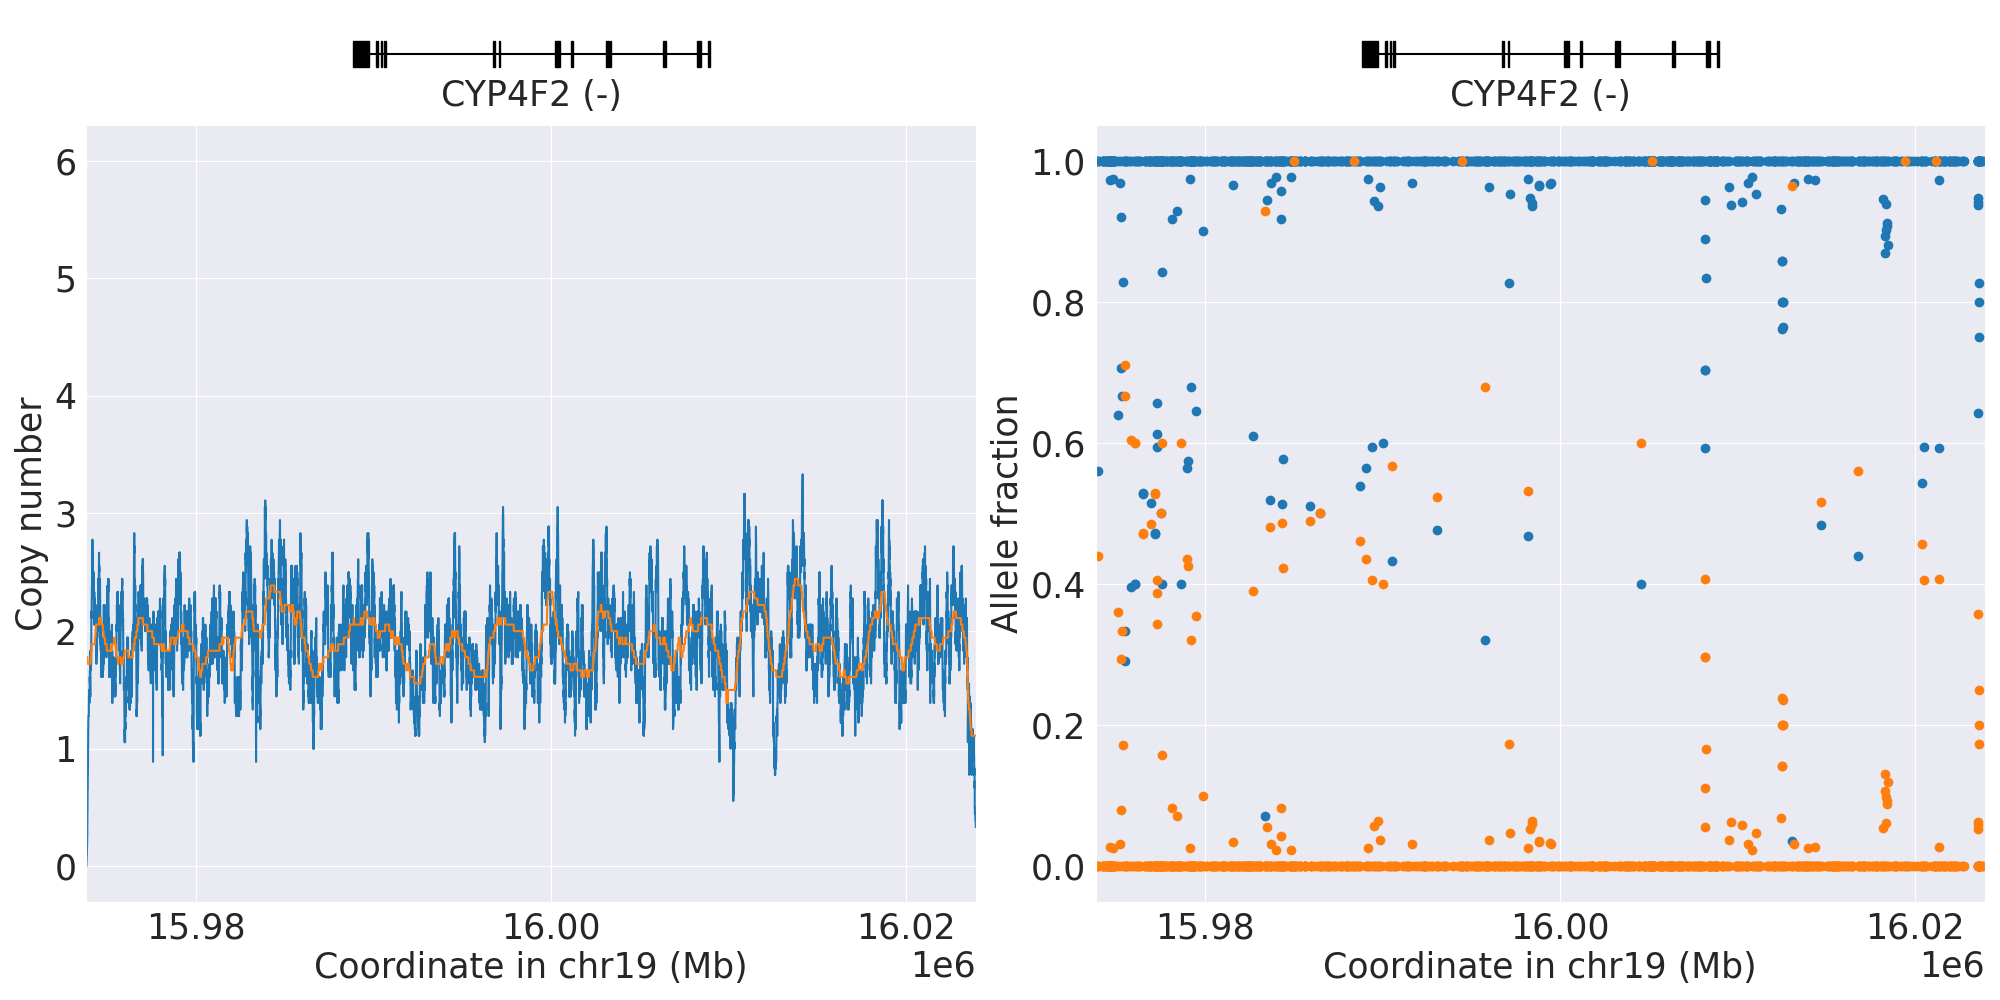 CYP4F2 (-)
6
5
4
3
2
1
0
Copy number
15.98
16.00
16.02
Coordinate in chr19 (Mb)
1e6
CYP4F2 (-)
1.0
0.8
0.6
0.4
0.2
0.0
Allele fraction
15.98
16.00
16.02
Coordinate in chr19 (Mb)
1e6